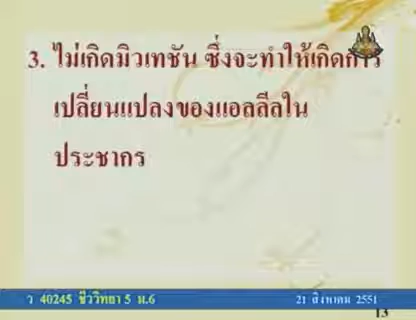 3. ไม่เกิดมิวเทชัน ซึ่งจะทำให้เกิดการ
เปลี่ยนแปลงของแอลลีลใน
ประชากร
ว 40245 ชีววิทยา 5 ม.6
21 สิงหาคม 2551
13